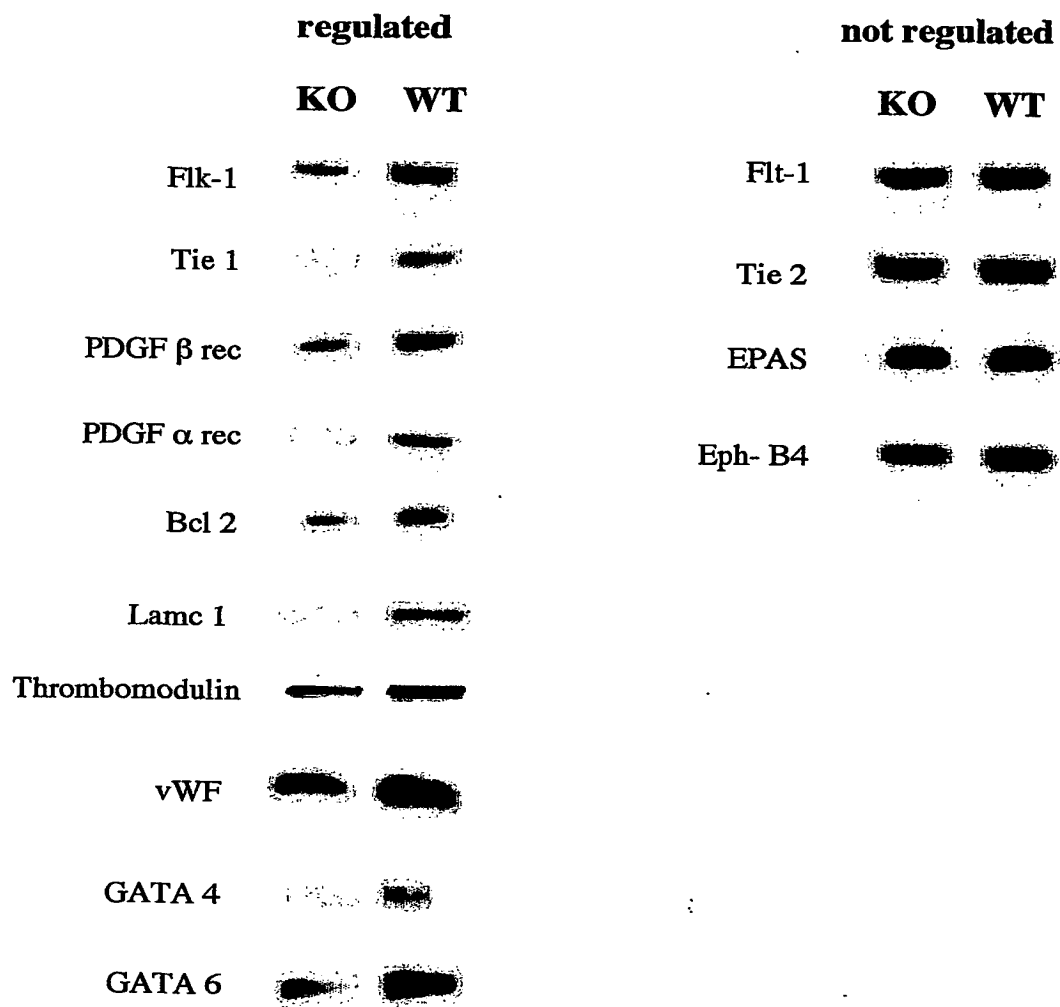 regulated
KO WT
Flk-1
Tie 1
PDGF β rec
PDGF α rec
Bcl 2
Lamc 1
Thrombomodulin
vWF
GATA 4
GATA 6
not regulated
KO WT
Flt-1
Tie 2
EPAS
Eph- B4